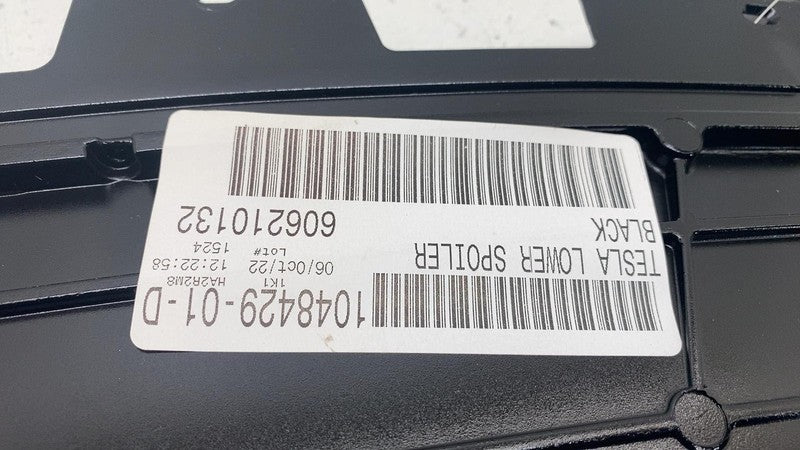 1048429-01-D
1K1
HA2R2M8
06/Oct/22 12:22:58
Lot# 1524
TESLA LOWER SPOILER
BLACK
606210132